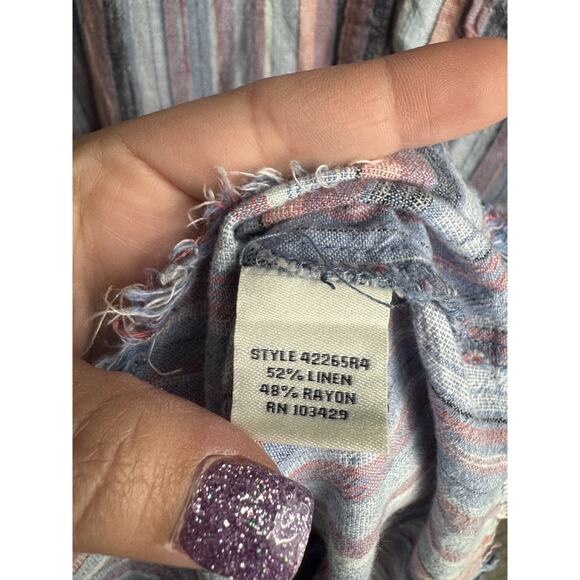 STYLE 42265R4
52% LINEN
48% RAYON
RN 103429